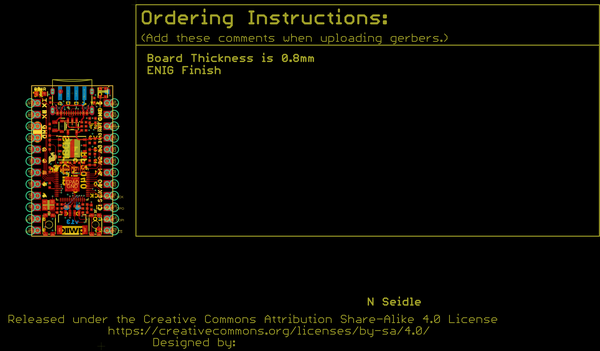 Ordering Instructions:
(Add these comments when uploading gerbers.)
Board Thickness is 0.8mm
ENIG Finish
N Seidle
Released under the Creative Commons Attribution Share-Alike 4.0 License
https://creativecommons.org/licenses/by-sa/4.0/
Designed by: